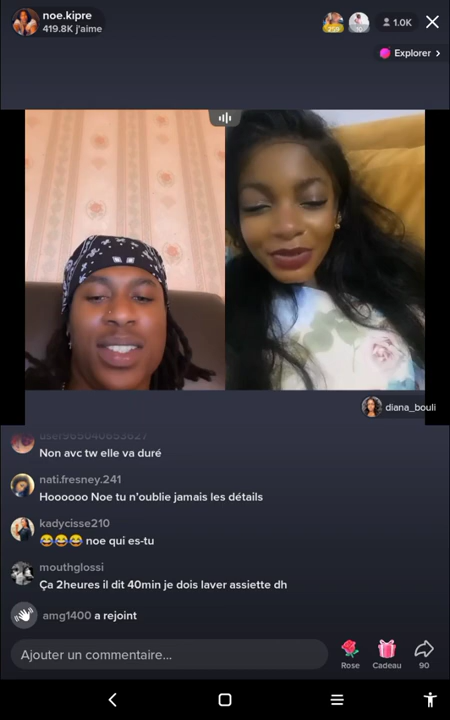 noe.kipre
419.8K j'aime
1.0K
Explorer
diana_bouli
Non avc tw elle va duré
nati.fresney.241
Hoooooo Noe tu n'oublie jamais les détails
kadycisse210
😂😂😂 noe qui es-tu
mouthglossi
Ça 2heures il dit 40min je dois laver assiette dh
amg1400 a rejoint
Ajouter un commentaire...
Rose
Cadeau
90